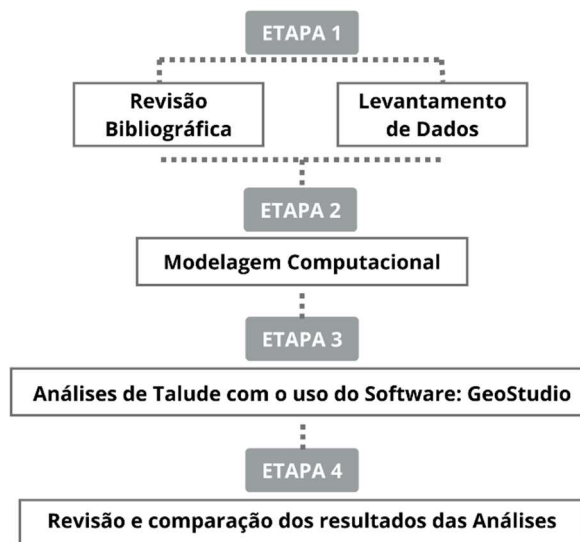 ETAPA 1
Revisão
Bibliográfica
Levantamento
de Dados
ETAPA 2
Modelagem Computacional
ETAPA 3
Análises de Talude com o uso do Software: GeoStudio
ETAPA 4
Revisão e comparação dos resultados das Análises